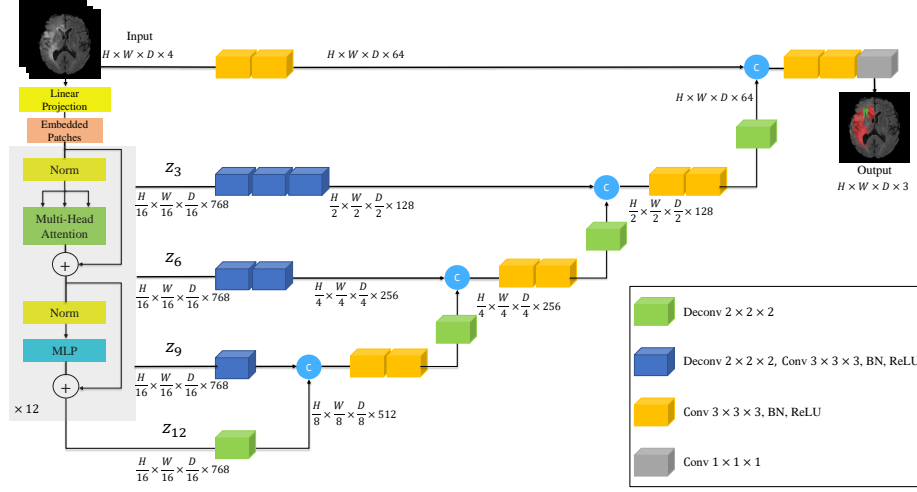 Input
H × W × D × 4
H × W × D × 64
C
Linear
Projection
Embedded
Patches
H × W × D × 64
Norm
Multi-Head
Attention
+
Norm
MLP
+
× 12
z3
H/16 × W/16 × D/16 × 768
H/2 × W/2 × D/2 × 128
C
H/2 × W/2 × D/2 × 128
Output
H × W × D × 3
z6
H/16 × W/16 × D/16 × 768
H/4 × W/4 × D/4 × 256
C
H/4 × W/4 × D/4 × 256
z9
H/16 × W/16 × D/16 × 768
C
H/8 × W/8 × D/8 × 512
z12
H/16 × W/16 × D/16 × 768
Deconv 2 × 2 × 2
Deconv 2 × 2 × 2, Conv 3 × 3 × 3, BN, ReLU
Conv 3 × 3 × 3, BN, ReLU
Conv 1 × 1 × 1